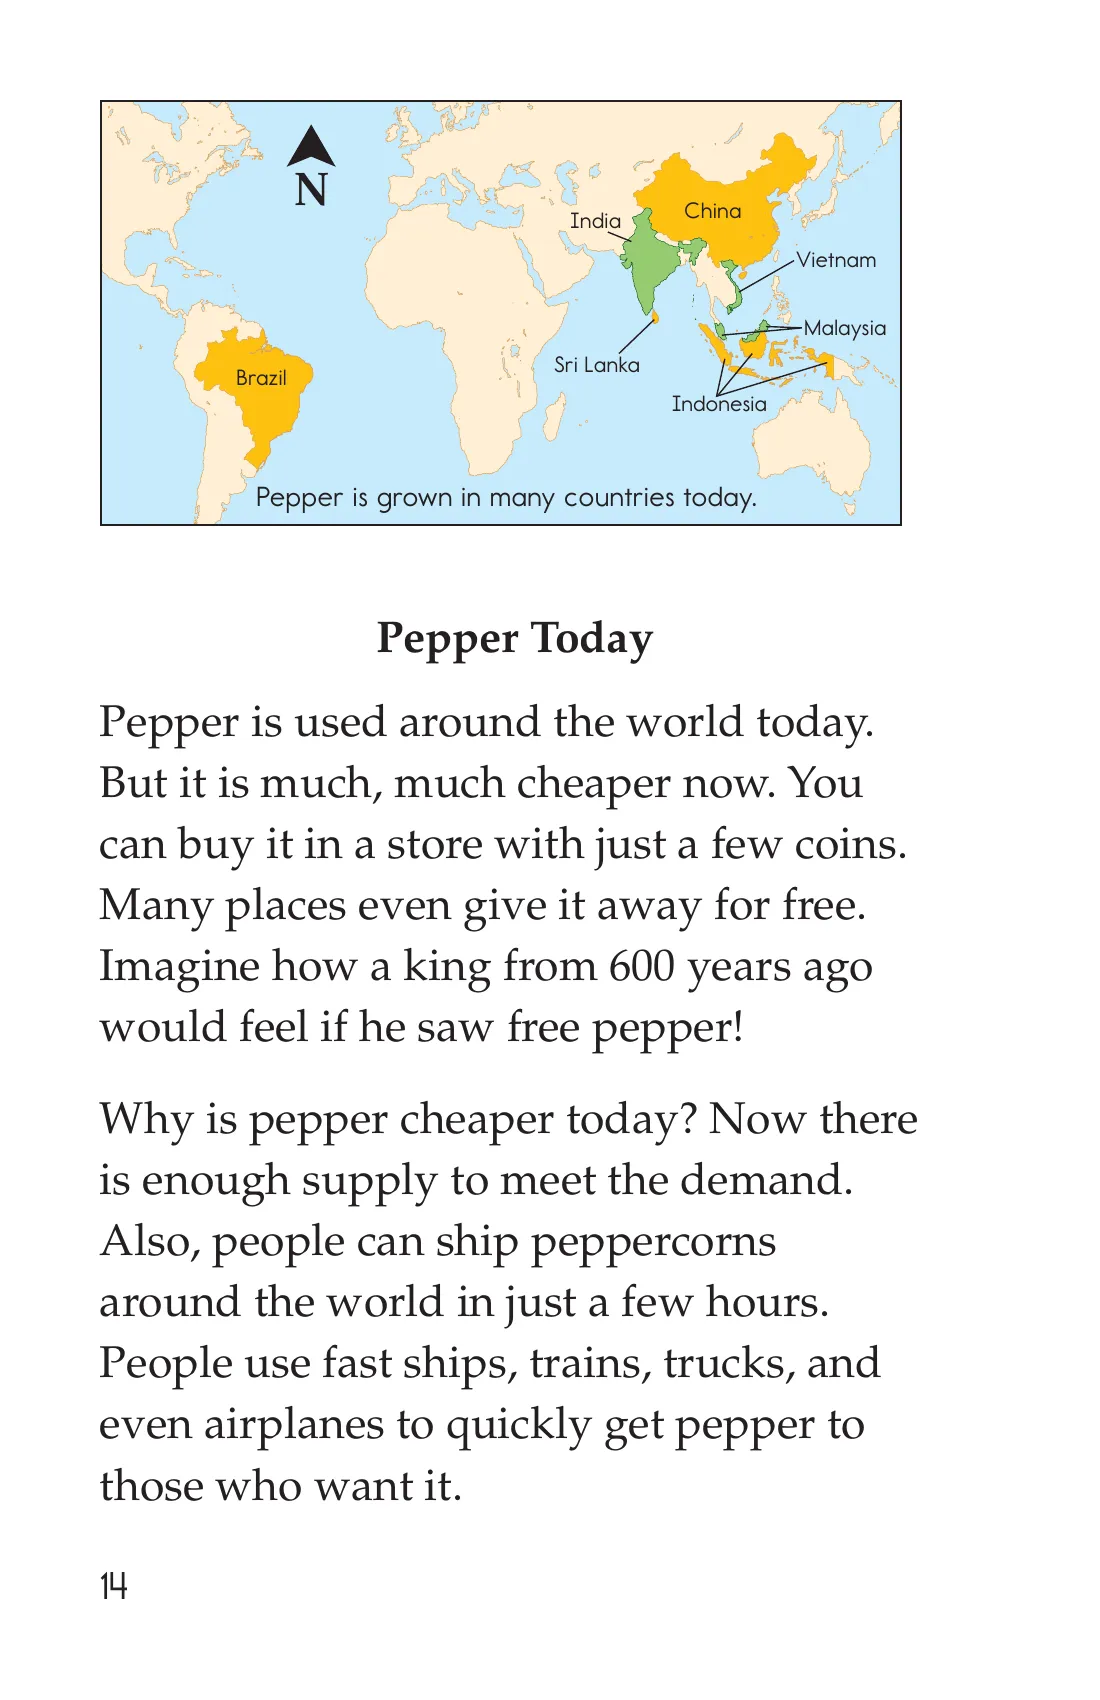 N
China
India
Vietnam
Malaysia
Sri Lanka
Brazil
Indonesia
Pepper is grown in many countries today.
Pepper Today
Pepper is used around the world today.
But it is much, much cheaper now. You
can buy it in a store with just a few coins.
Many places even give it away for free.
Imagine how a king from 600 years ago
would feel if he saw free pepper!
Why is pepper cheaper today? Now there
is enough supply to meet the demand.
Also, people can ship peppercorns
around the world in just a few hours.
People use fast ships, trains, trucks, and
even airplanes to quickly get pepper to
those who want it.
14